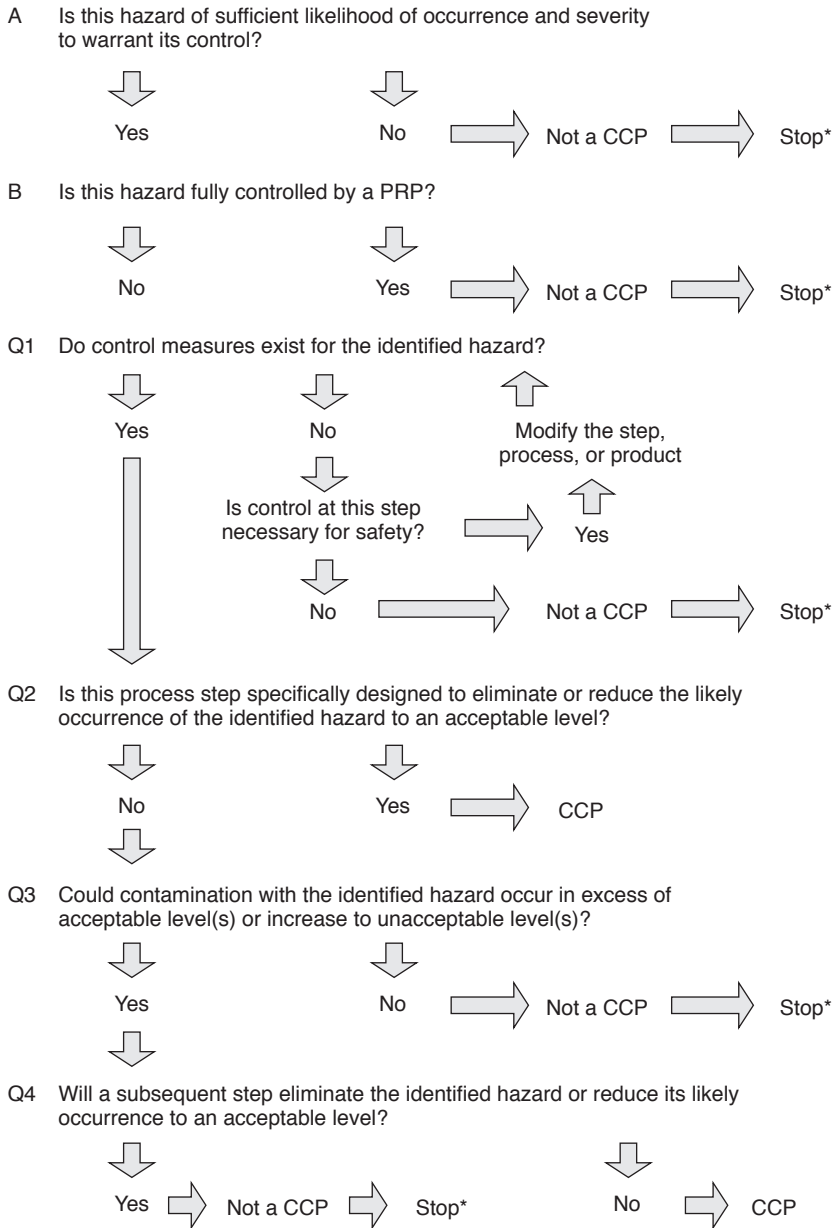 A Is this hazard of sufficient likelihood of occurrence and severity
to warrant its control?
Yes No Not a CCP Stop*
B Is this hazard fully controlled by a PRP?
No Yes Not a CCP Stop*
Q1 Do control measures exist for the identified hazard?
Yes No Modify the step,
process, or product
Is control at this step
necessary for safety? Yes
No Not a CCP Stop*
Q2 Is this process step specifically designed to eliminate or reduce the likely
occurrence of the identified hazard to an acceptable level?
No Yes CCP
Q3 Could contamination with the identified hazard occur in excess of
acceptable level(s) or increase to unacceptable level(s)?
Yes No Not a CCP Stop*
Q4 Will a subsequent step eliminate the identified hazard or reduce its likely
occurrence to an acceptable level?
Yes Not a CCP Stop* No CCP